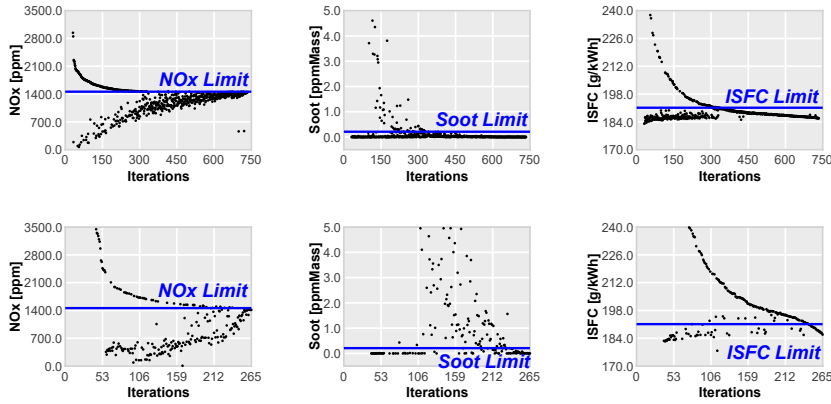 NOx [ppm]
3500.0
2800.0
2100.0
1400.0
700.0
0.0
NOx Limit
0 150 300 450 600 750
Iterations
Soot [ppmMass]
5.0
4.0
3.0
2.0
1.0
0.0
Soot Limit
0 150 300 450 600 750
Iterations
ISFC [g/kWh]
240.0
226.0
212.0
198.0
184.0
170.0
ISFC Limit
0 150 300 450 600 750
Iterations
NOx [ppm]
3500.0
2800.0
2100.0
1400.0
700.0
0.0
NOx Limit
0 53 106 159 212 265
Iterations
Soot [ppmMass]
5.0
4.0
3.0
2.0
1.0
0.0
Soot Limit
0 53 106 159 212 265
Iterations
ISFC [g/kWh]
240.0
226.0
212.0
198.0
184.0
170.0
ISFC Limit
0 53 106 159 212 265
Iterations